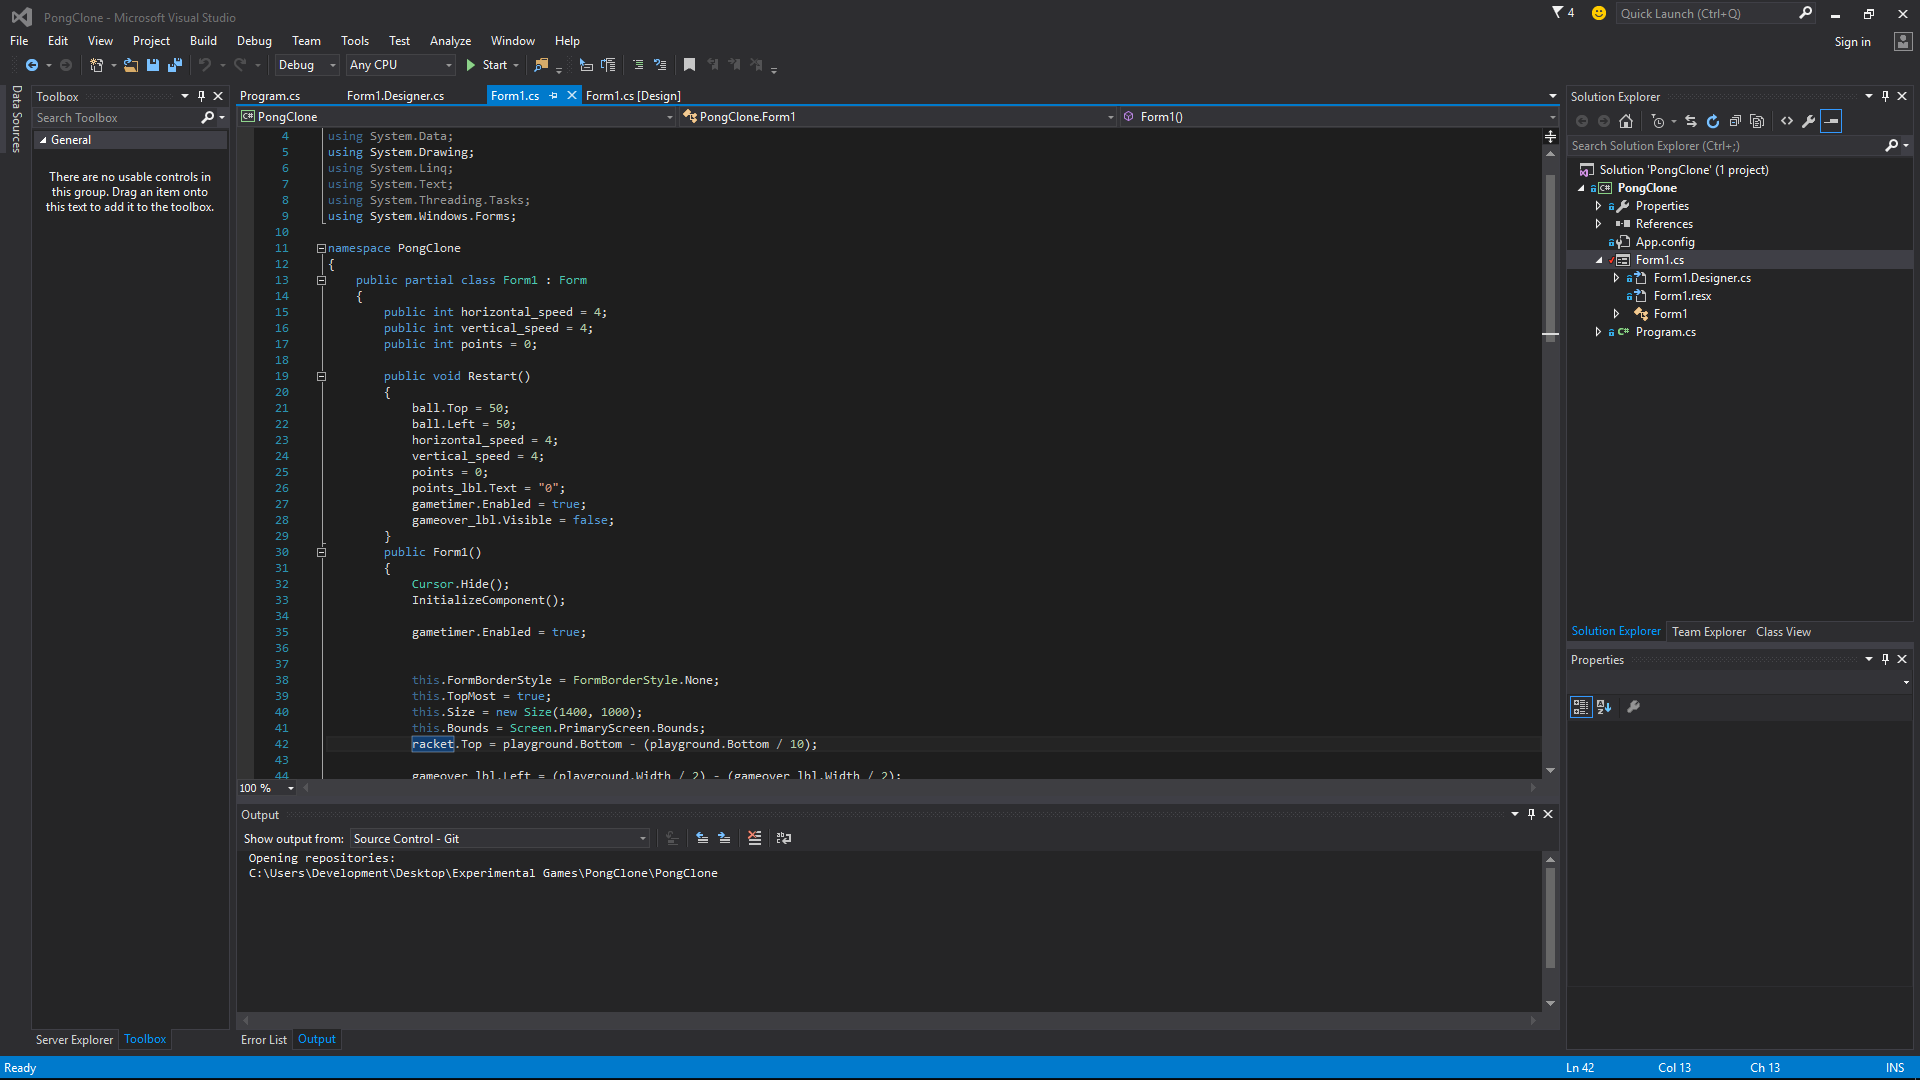 PongClone - Microsoft Visual Studio
4
Quick Launch (Ctrl+Q)
File Edit View Project Build Debug Team Tools Test Analyze Window Help
Sign in
Debug Any CPU Start
Data Sources
Toolbox
Search Toolbox
General
There are no usable controls in
this group. Drag an item onto
this text to add it to the toolbox.
Server Explorer Toolbox
Program.cs Form1.Designer.cs Form1.cs Form1.cs [Design]
PongClone PongClone.Form1 Form1()
4 using System.Data;
5 using System.Drawing;
6 using System.Linq;
7 using System.Text;
8 using System.Threading.Tasks;
9 using System.Windows.Forms;
10
11 namespace PongClone
12 {
13 public partial class Form1 : Form
14 {
15 public int horizontal_speed = 4;
16 public int vertical_speed = 4;
17 public int points = 0;
18
19 public void Restart()
20 {
21 ball.Top = 50;
22 ball.Left = 50;
23 horizontal_speed = 4;
24 vertical_speed = 4;
25 points = 0;
26 points_lbl.Text = "0";
27 gametimer.Enabled = true;
28 gameover_lbl.Visible = false;
29 }
30 public Form1()
31 {
32 Cursor.Hide();
33 InitializeComponent();
34
35 gametimer.Enabled = true;
36
37
38 this.FormBorderStyle = FormBorderStyle.None;
39 this.TopMost = true;
40 this.Size = new Size(1400, 1000);
41 this.Bounds = Screen.PrimaryScreen.Bounds;
42 racket.Top = playground.Bottom - (playground.Bottom / 10);
43
44 gameover_lbl.Left = (playground.Width / 2) - (gameover_lbl.Width / 2);
100 %
Output
Show output from: Source Control - Git
Opening repositories:
C:\Users\Development\Desktop\Experimental Games\PongClone\PongClone
Error List Output
Solution Explorer
Search Solution Explorer (Ctrl+;)
Solution 'PongClone' (1 project)
C# PongClone
Properties
References
App.config
Form1.cs
Form1.Designer.cs
Form1.resx
Form1
C# Program.cs
Solution Explorer Team Explorer Class View
Properties
Ready Ln 42 Col 13 Ch 13 INS